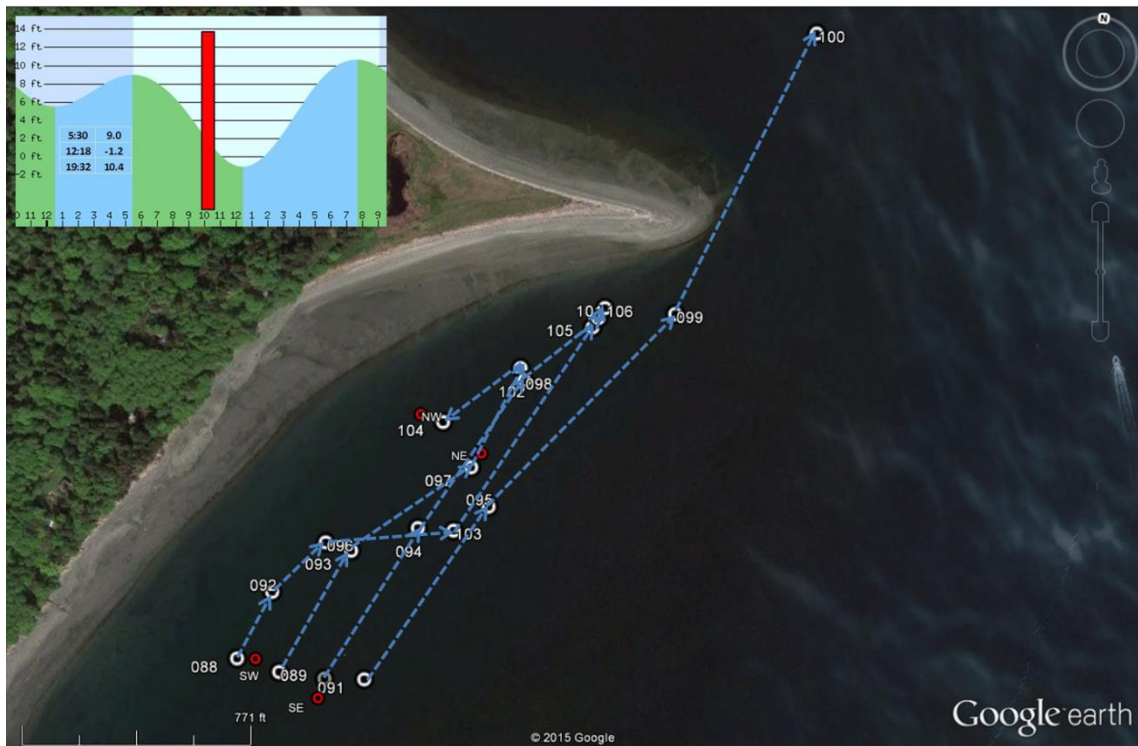 14 ft
12 ft
10 ft
8 ft
6 ft
4 ft
2 ft
0 ft
-2 ft
5:30 9.0
12:18 -1.2
19:32 10.4
11 12 1 2 3 4 5 6 7 8 9 10 11 12 1 2 3 4 5 6 7 8 9
N
100
106
105
099
098
102
NW
104
NE
097
095
103
094
096
093
092
088
SW
089
091
SE
771 ft
© 2015 Google
Google earth